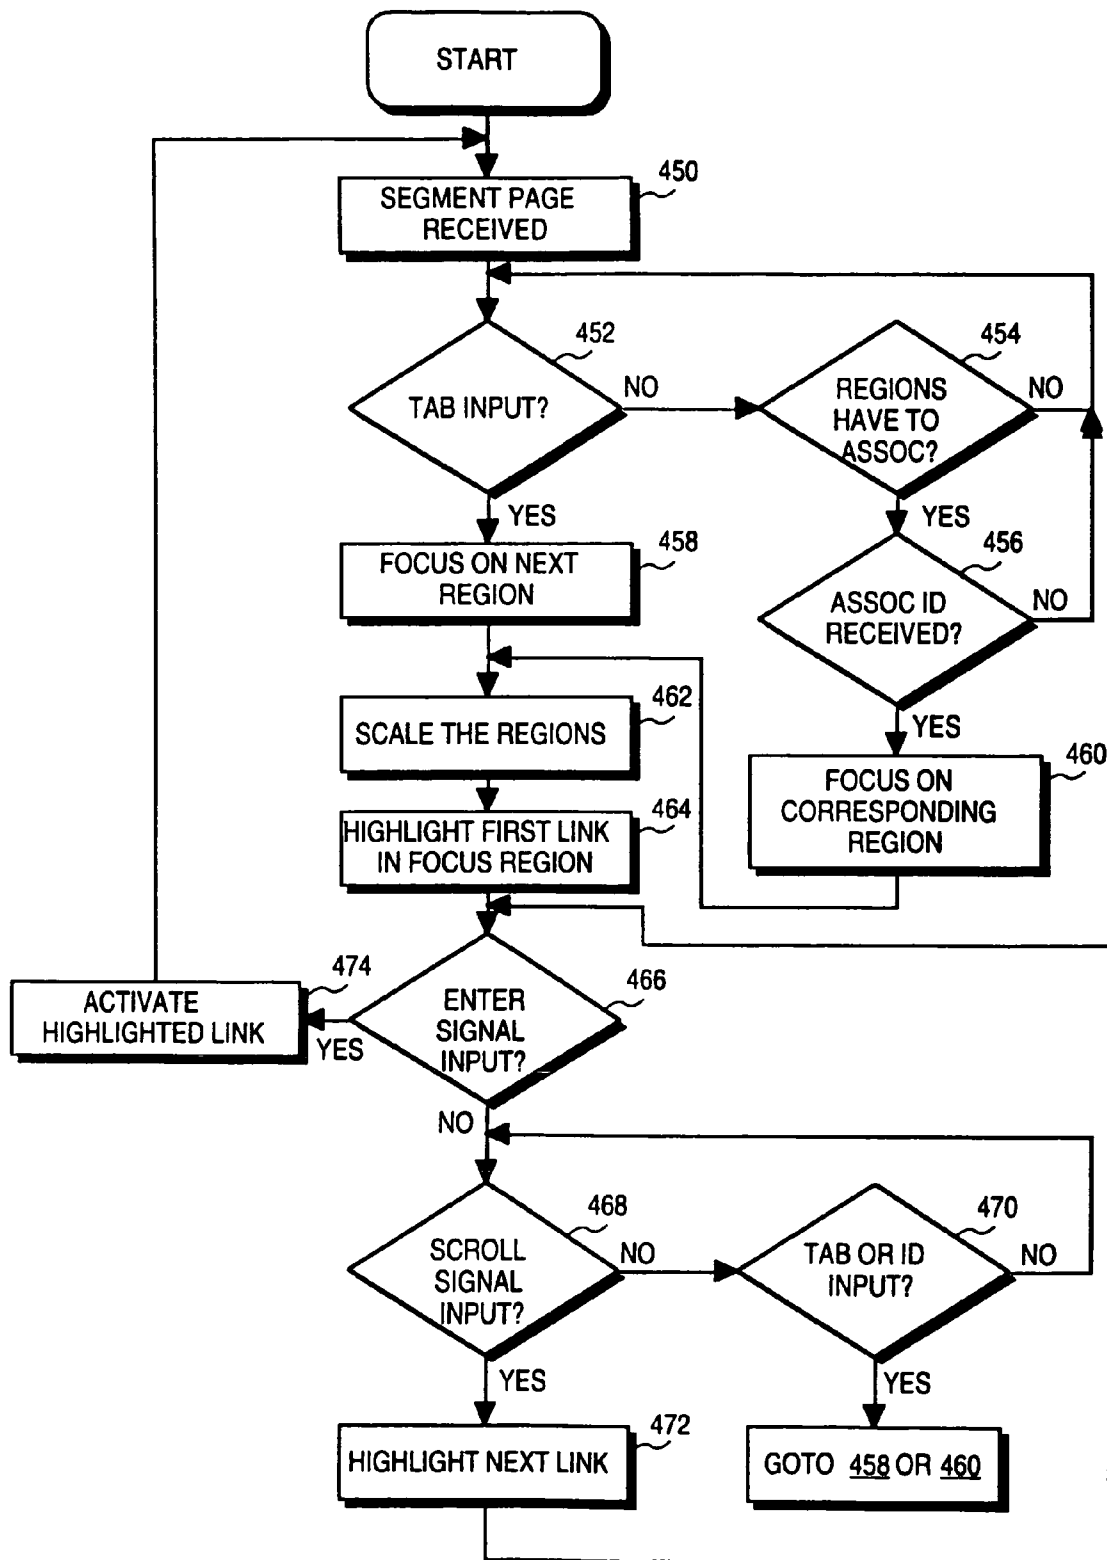 START
450
SEGMENT PAGE
RECEIVED
452
TAB INPUT?
NO
YES
454
REGIONS
HAVE TO
ASSOC?
NO
YES
456
ASSOC ID
RECEIVED?
NO
YES
458
FOCUS ON NEXT
REGION
460
FOCUS ON
CORRESPONDING
REGION
462
SCALE THE REGIONS
464
HIGHLIGHT FIRST LINK
IN FOCUS REGION
466
ENTER
SIGNAL
INPUT?
YES
NO
474
ACTIVATE
HIGHLIGHTED LINK
468
SCROLL
SIGNAL
INPUT?
NO
YES
470
TAB OR ID
INPUT?
NO
YES
472
HIGHLIGHT NEXT LINK
GOTO 458 OR 460